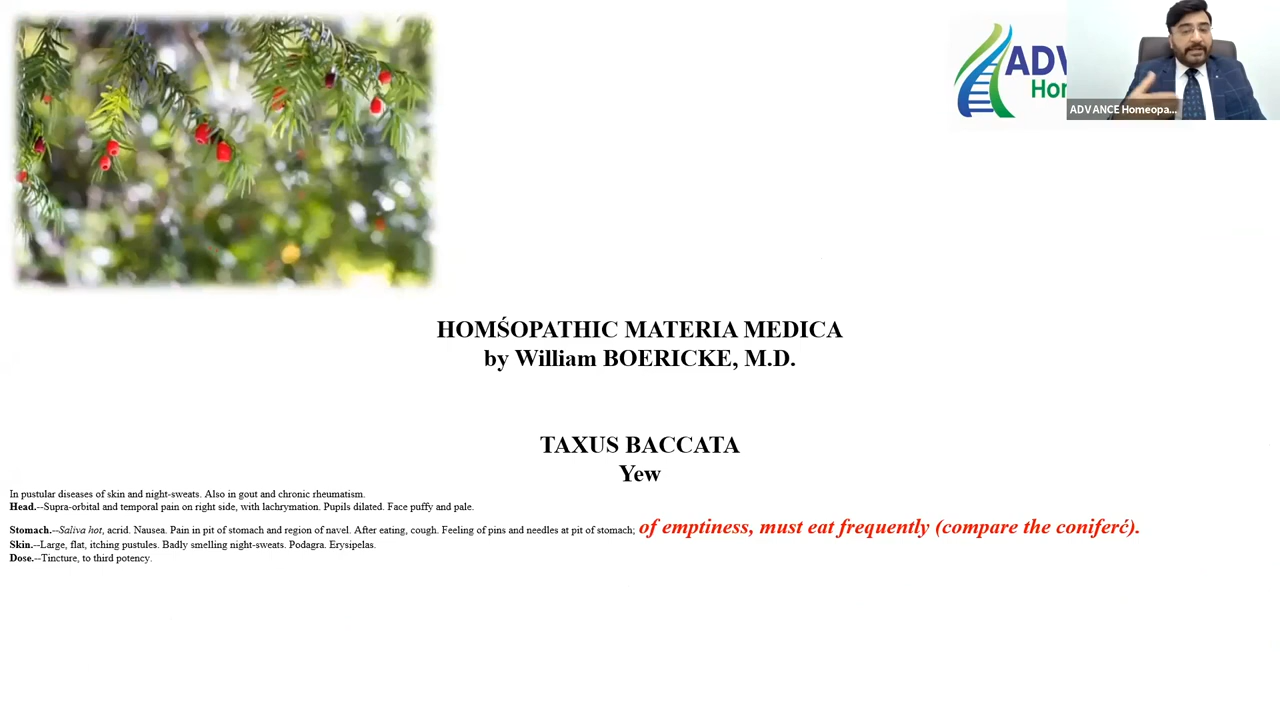 ADV
Hor
ADVANCE Homeopa...
HOMŚOPATHIC MATERIA MEDICA
by William BOERICKE, M.D.
TAXUS BACCATA
Yew
In pustular diseases of skin and night-sweats. Also in gout and chronic rheumatism.
Head.--Supra-orbital and temporal pain on right side, with lachrymation. Pupils dilated. Face puffy and pale.
Stomach.--Saliva hot, acrid. Nausea. Pain in pit of stomach and region of navel. After eating, cough. Feeling of pins and needles at pit of stomach; of emptiness, must eat frequently (compare the coniferć).
Skin.--Large, flat, itching pustules. Badly smelling night-sweats. Podagra. Erysipelas.
Dose.--Tincture, to third potency.